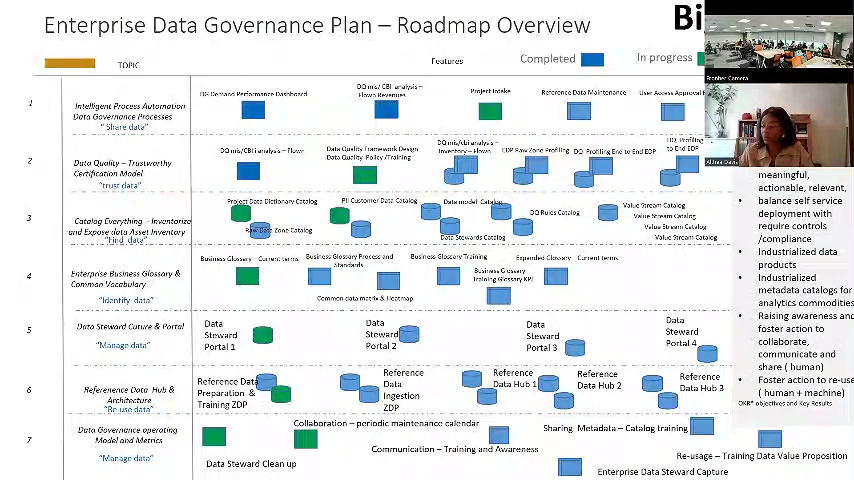 Enterprise Data Governance Plan – Roadmap Overview
Bi
TOPIC
Features
Completed
In progress
Fronher Camera
1
Intelligent Process Automation
Data Governance Processes
" Share data"
DG Demand Performance Dashboard
DQ mis/ CBI analysis –
Flown Revenues
Project Intake
Reference Data Maintenance
User Access Approval
2
Data Quality – Trustworthy
Certification Model
"trust data"
DQ mis/CBI i analysis – Flown
Data Quality Framework Design
Data Quality Policy /Training
DQ mis/cbi analysis –
Inventory – Flown
EDP Raw Zone Profiling
DQ Profiling End to End EDP
DQ Profiling
to End EDP
3
Catalog Everything – Inventorize
and Expose data Asset Inventory
"Find data"
Project Data Dictionary Catalog
Raw Data Zone Catalog
PII Customer Data Catalog
Data model Catalog
Data Stewards Catalog
DQ Rules Catalog
Value Stream Catalog
Value Stream Catalog
Value Stream Catalog
Value Stream Catalog
4
Enterprise Business Glossary &
Common Vocabulary
"Identify data"
Business Glossary – Current terms
Business Glossary Process and
Standards
Common data matrix & Heatmap
Business Glossary Training
Business Glossary
Training Glossary KPI
Expanded Glossary – Current terms
5
Data Steward Cuture & Portal
"Manage data"
Data
Steward
Portal 1
Data
Steward
Portal 2
Data
Steward
Portal 3
Data
Steward
Portal 4
6
Referenence Data Hub &
Architecture
"Re-use data"
Reference Data
Preparation &
Training ZDP
Reference
Data
Ingestion
ZDP
Reference
Data Hub 1
Reference
Data Hub 2
Reference
Data Hub 3
7
Data Governance operating
Model and Metrics
"Manage data"
Data Steward Clean up
Collaboration – periodic maintenance calendar
Communication – Training and Awareness
Sharing Metadata – Catalog training
Enterprise Data Steward Capture
Re-usage – Training Data Value Proposition
meaningful,
actionable, relevant,
• balance self service
deployment with
require controls
/compliance
• Industrialized data
products
• Industrialized
metadata catalogs for
analytics commodities
• Raising awareness and
foster action to
collaborate,
communicate and
share ( human)
• Foster action to re-use
( human + machine)
OKR* objectives and Key Results